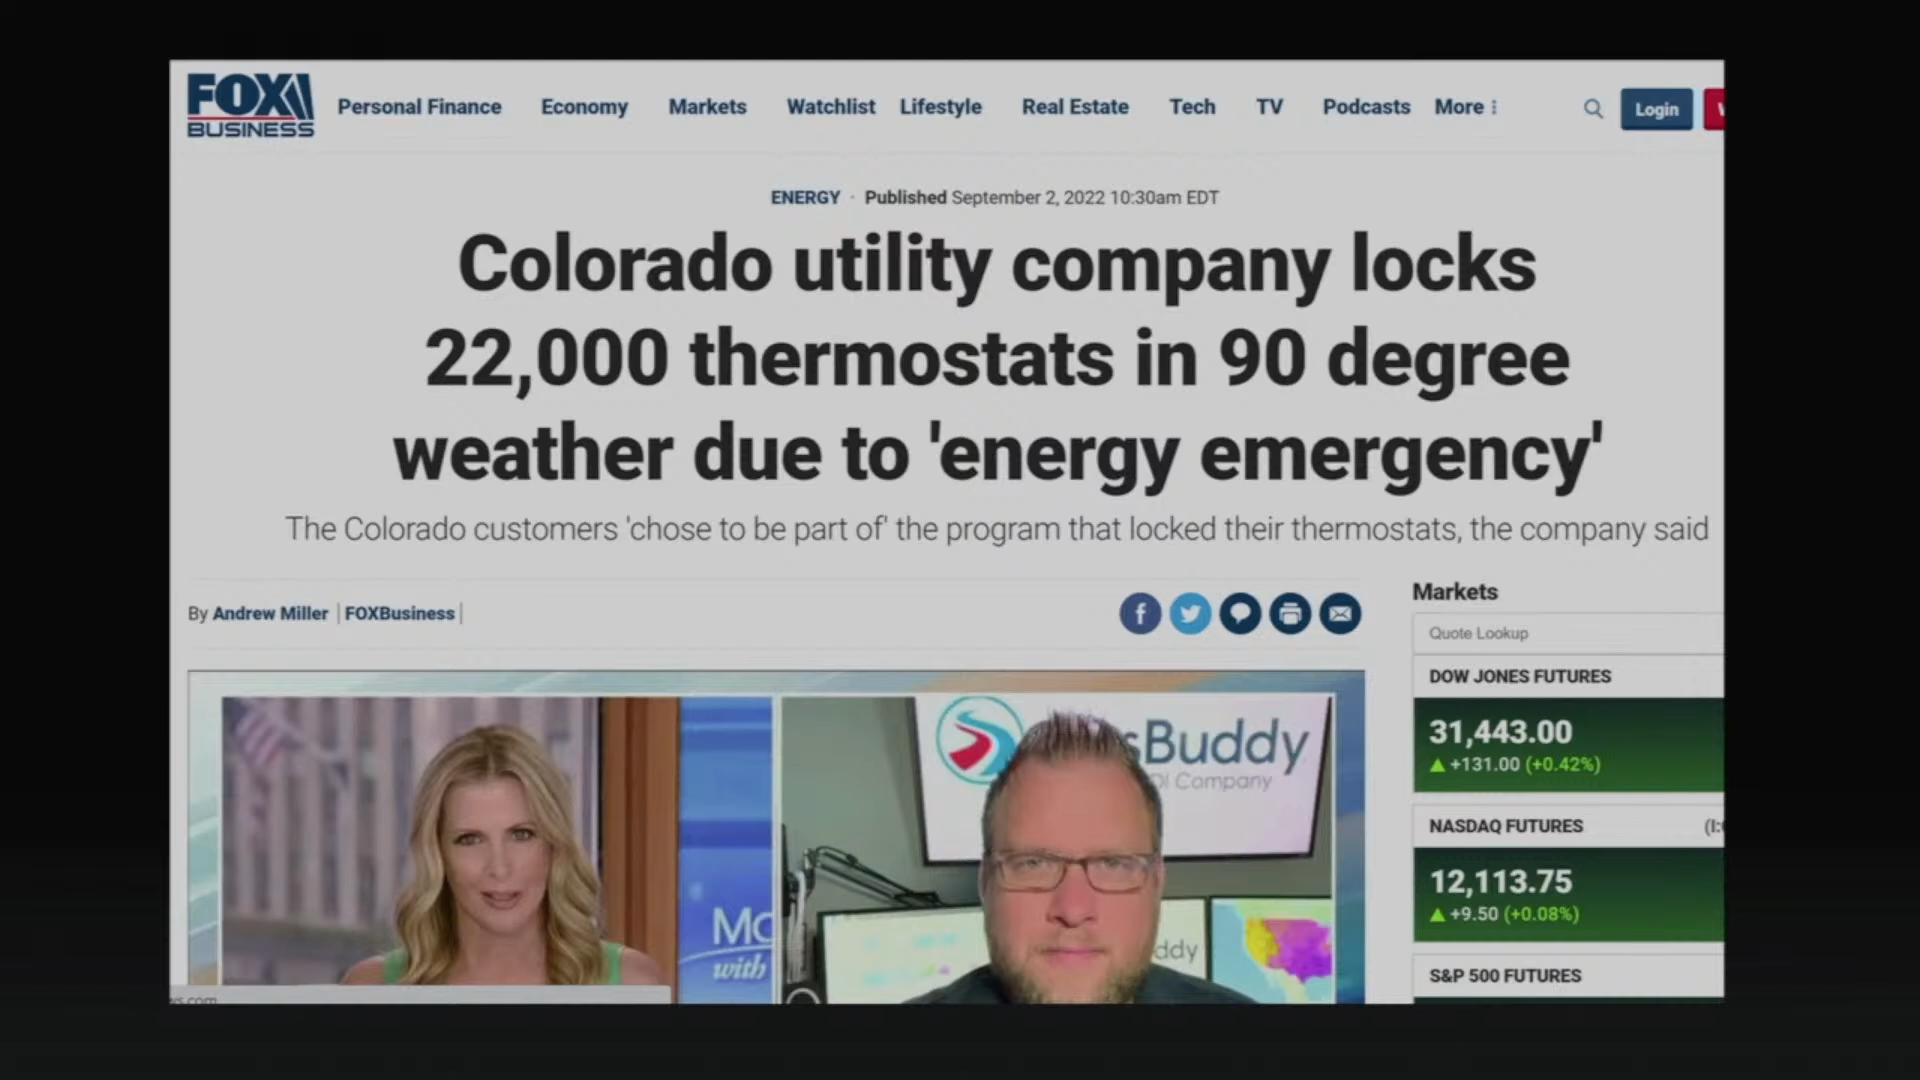 FOX BUSINESS
Personal Finance Economy Markets Watchlist Lifestyle Real Estate Tech TV Podcasts More Login
ENERGY · Published September 2, 2022 10:30am EDT
Colorado utility company locks
22,000 thermostats in 90 degree
weather due to 'energy emergency'
The Colorado customers 'chose to be part of' the program that locked their thermostats, the company said
By Andrew Miller | FOXBusiness |
Markets
Quote Lookup
DOW JONES FUTURES
31,443.00
+131.00 (+0.42%)
NASDAQ FUTURES
12,113.75
+9.50 (+0.08%)
S&P 500 FUTURES
sBuddy
Company
with
ddy